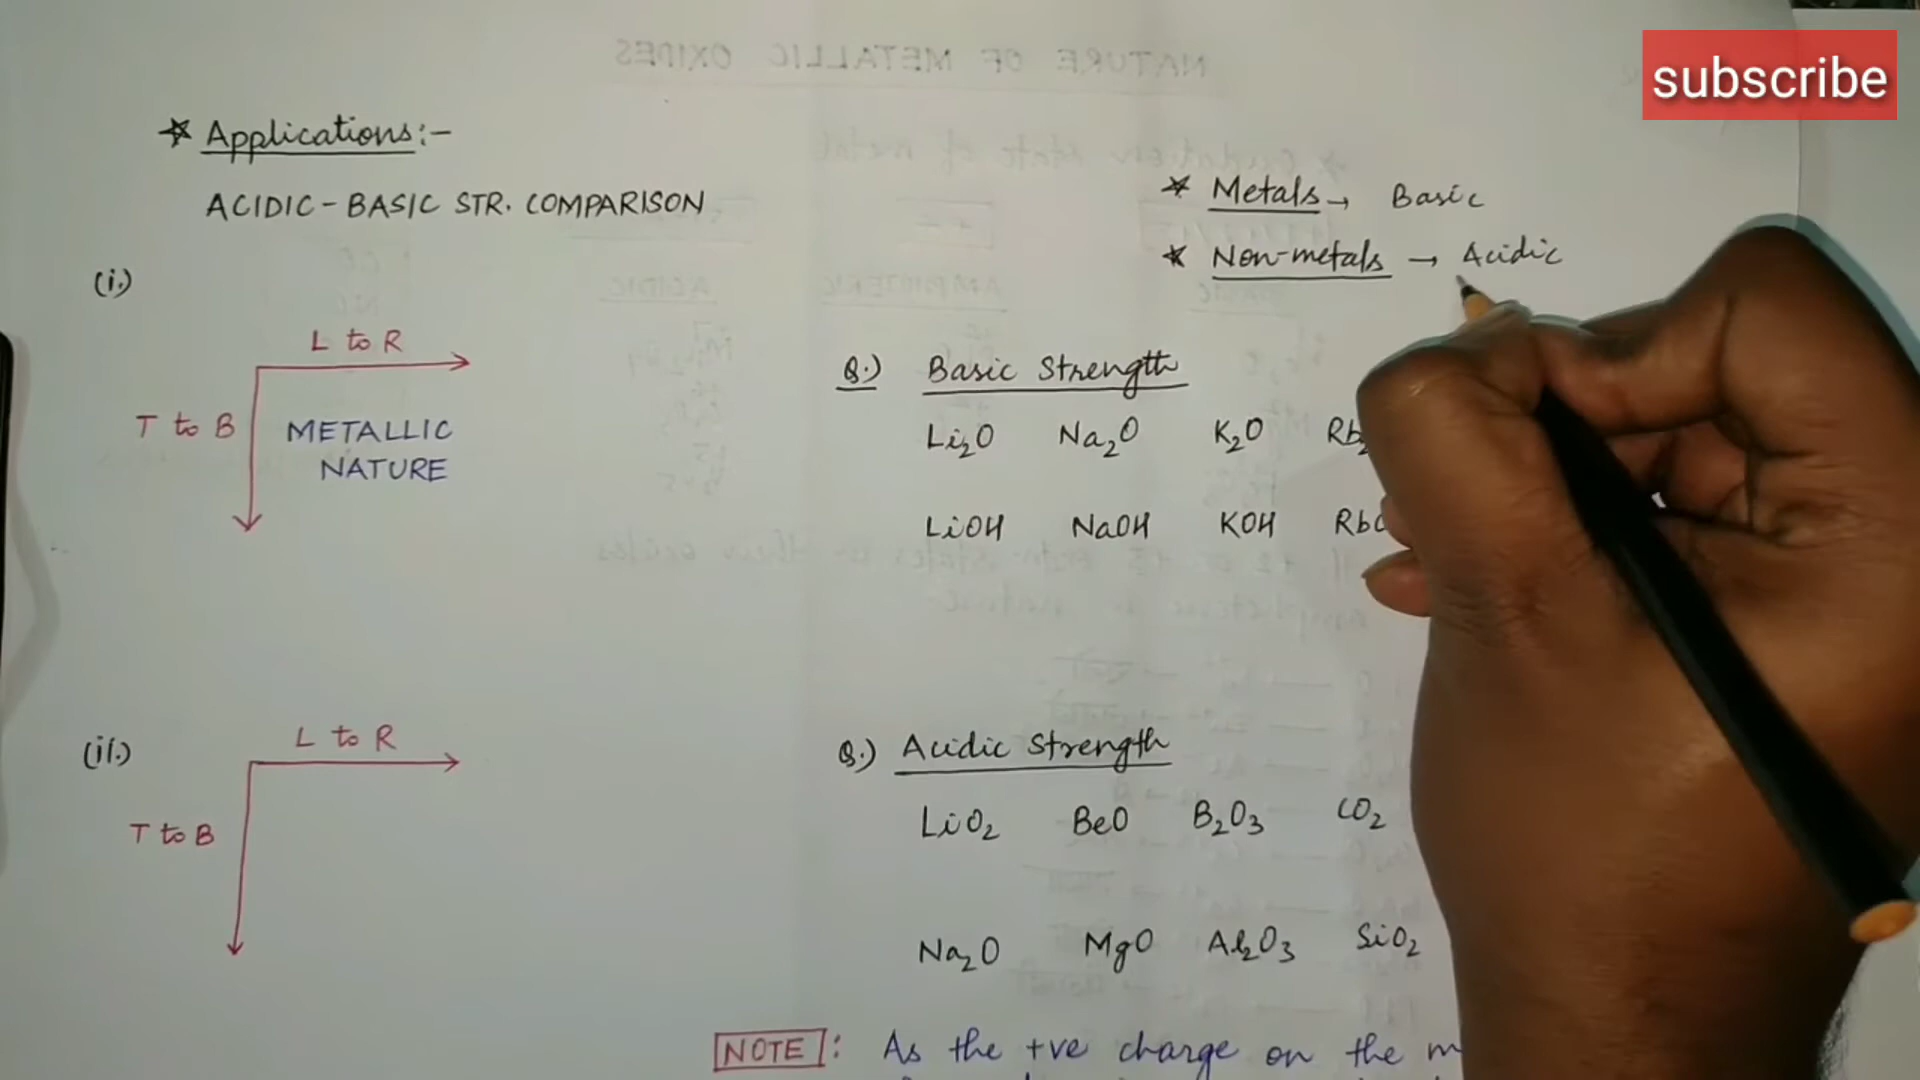 subscribe
☆ Applications:-
ACIDIC - BASIC STR. COMPARISON
☆ Metals → Basic
☆ Non-metals → Acidic
(i.)
L to R
T to B
METALLIC
NATURE
Q.) Basic Strength
Li₂O Na₂O K₂O
LiOH NaOH KOH
(ii.)
L to R
T to B
Q.) Acidic Strength
LiO₂ BeO B₂O₃ CO₂
Na₂O MgO Al₂O₃ SiO₂
NOTE: As the +ve charge on the